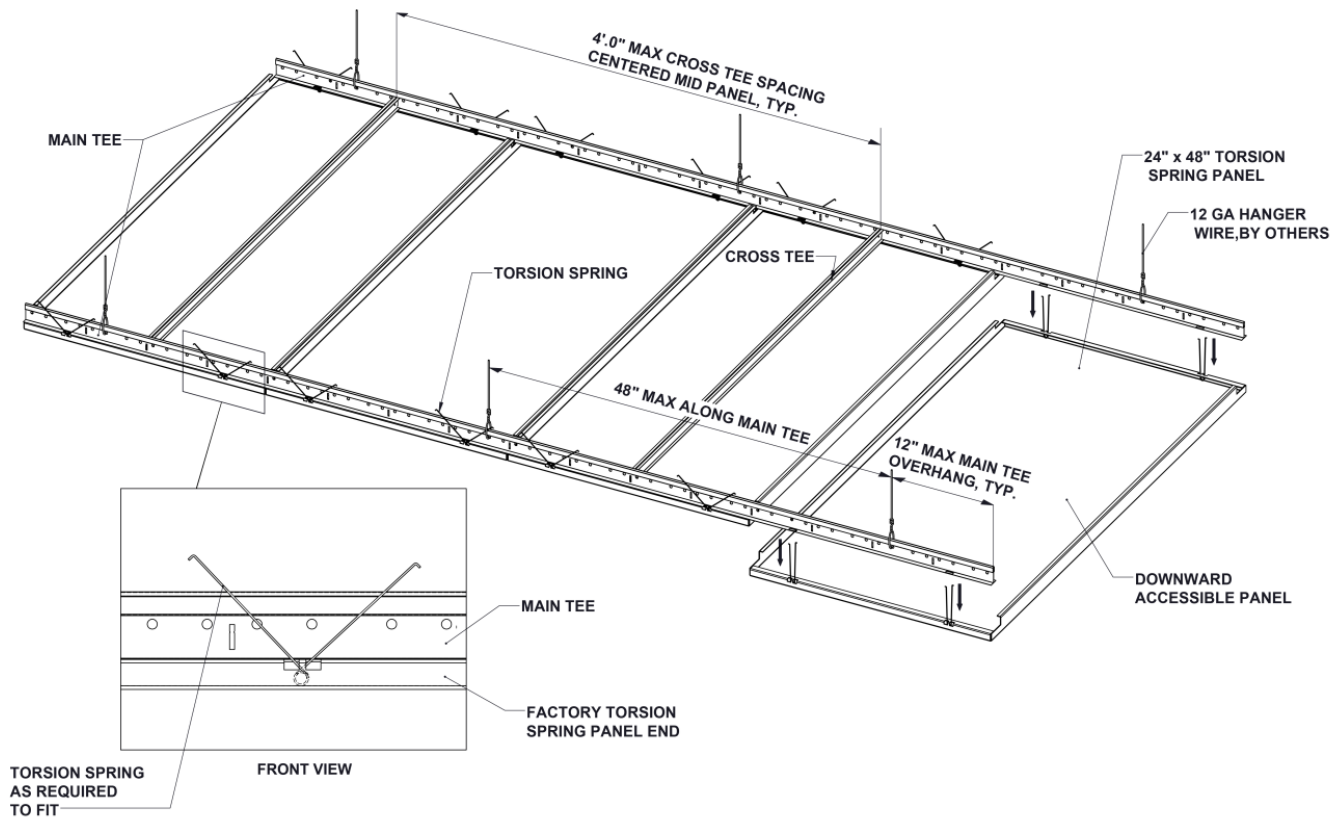 4'.0" MAX CROSS TEE SPACING
CENTERED MID PANEL, TYP.
MAIN TEE
24" x 48" TORSION
SPRING PANEL
12 GA HANGER
WIRE,BY OTHERS
CROSS TEE
TORSION SPRING
48" MAX ALONG MAIN TEE
12" MAX MAIN TEE
OVERHANG, TYP.
DOWNWARD
ACCESSIBLE PANEL
MAIN TEE
FACTORY TORSION
SPRING PANEL END
FRONT VIEW
TORSION SPRING
AS REQUIRED
TO FIT